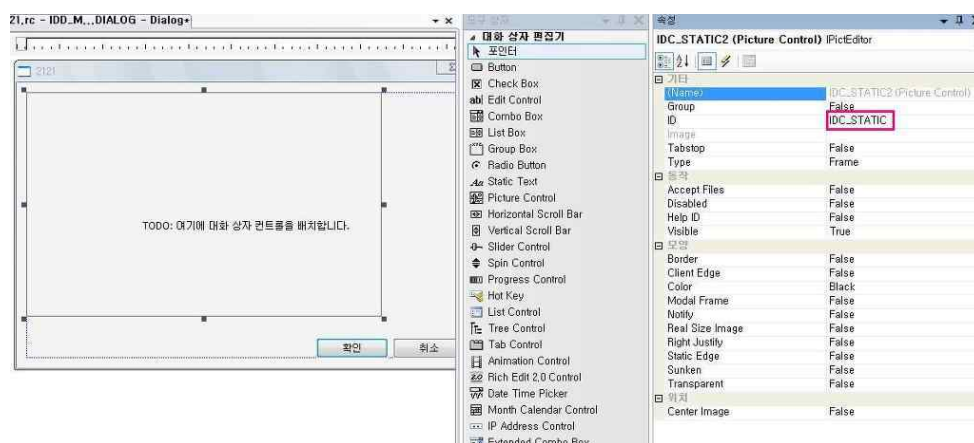 21.rc - IDD_M...DIALOG - Dialog*
2121
TODO: 여기에 대화 상자 컨트롤을 배치합니다.
확인
취소
도구 상자
대화 상자 편집기
포인터
Button
Check Box
Edit Control
Combo Box
List Box
Group Box
Radio Button
Static Text
Picture Control
Horizontal Scroll Bar
Vertical Scroll Bar
Slider Control
Spin Control
Progress Control
Hot Key
List Control
Tree Control
Tab Control
Animation Control
Rich Edit 2,0 Control
Date Time Picker
Month Calendar Control
IP Address Control
Extended Combo Box
속성
IDC_STATIC2 (Picture Control) IPictEditor
기타
(Name) IDC_STATIC2 (Picture Control)
Group False
ID IDC_STATIC
Image
Tabstop False
Type Frame
동작
Accept Files False
Disabled False
Help ID False
Visible True
모양
Border False
Client Edge False
Color Black
Modal Frame False
Notify False
Real Size Image False
Right Justify False
Static Edge False
Sunken False
Transparent False
위치
Center Image False